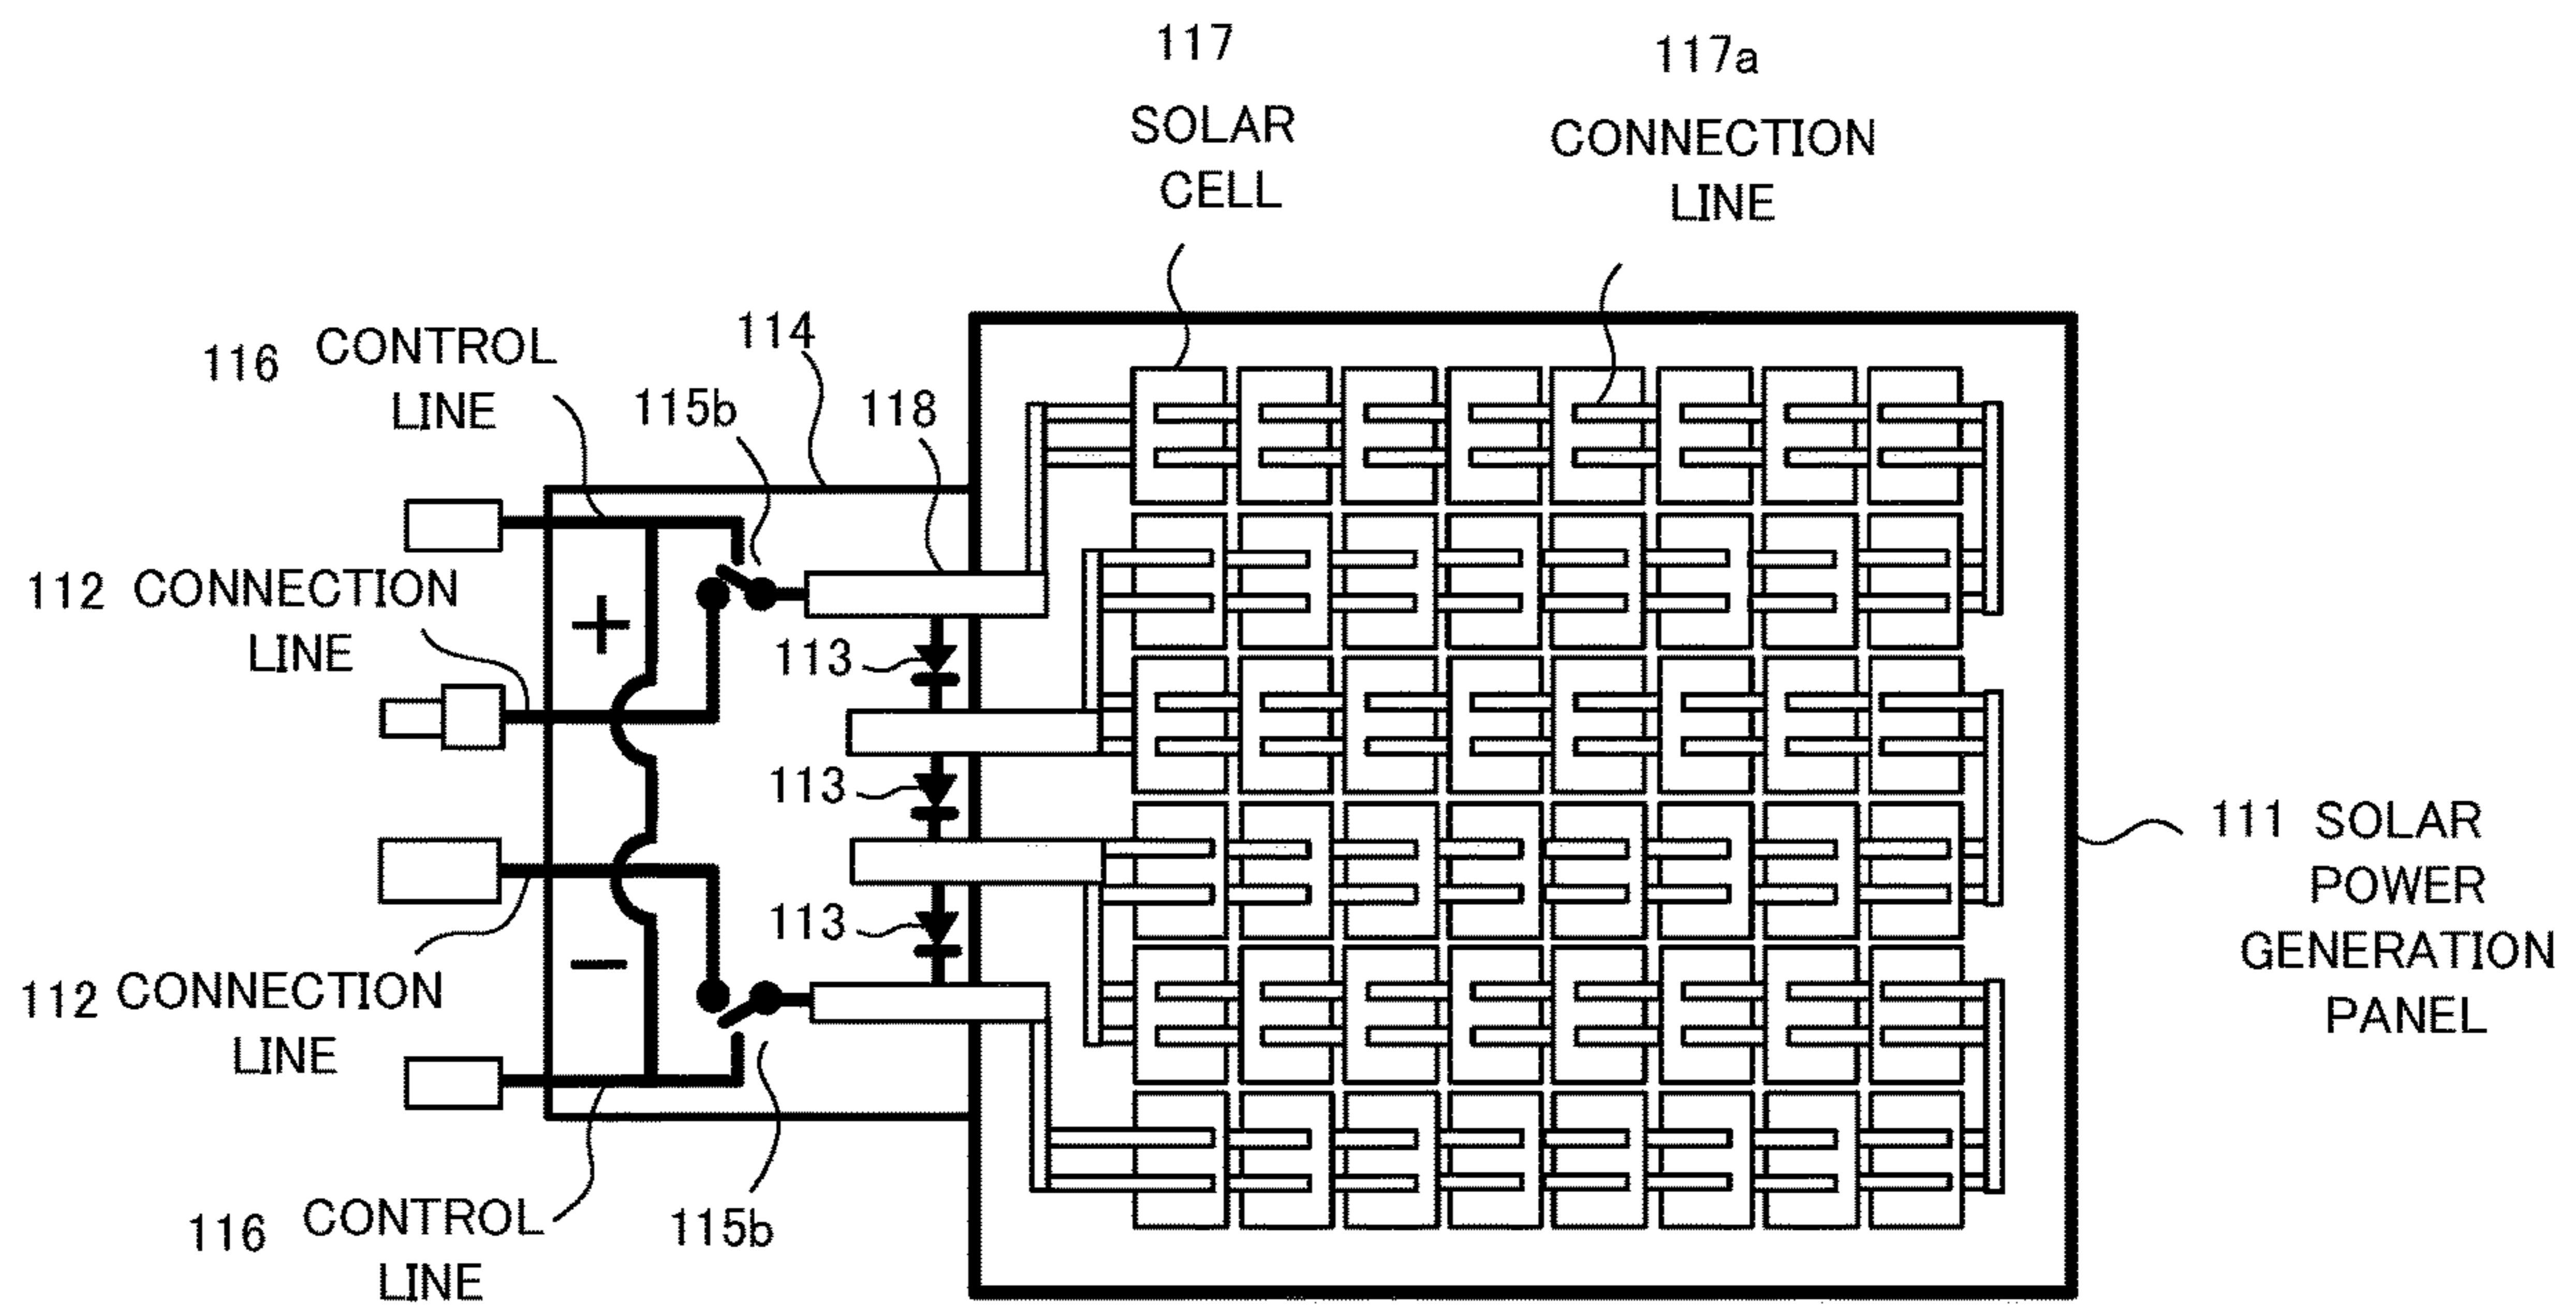 117
SOLAR
CELL
117a
CONNECTION
LINE
116 CONTROL
LINE
114
115b
118
112 CONNECTION
LINE
+
113
113
113
−
112 CONNECTION
LINE
116 CONTROL
LINE
115b
111 SOLAR
POWER
GENERATION
PANEL